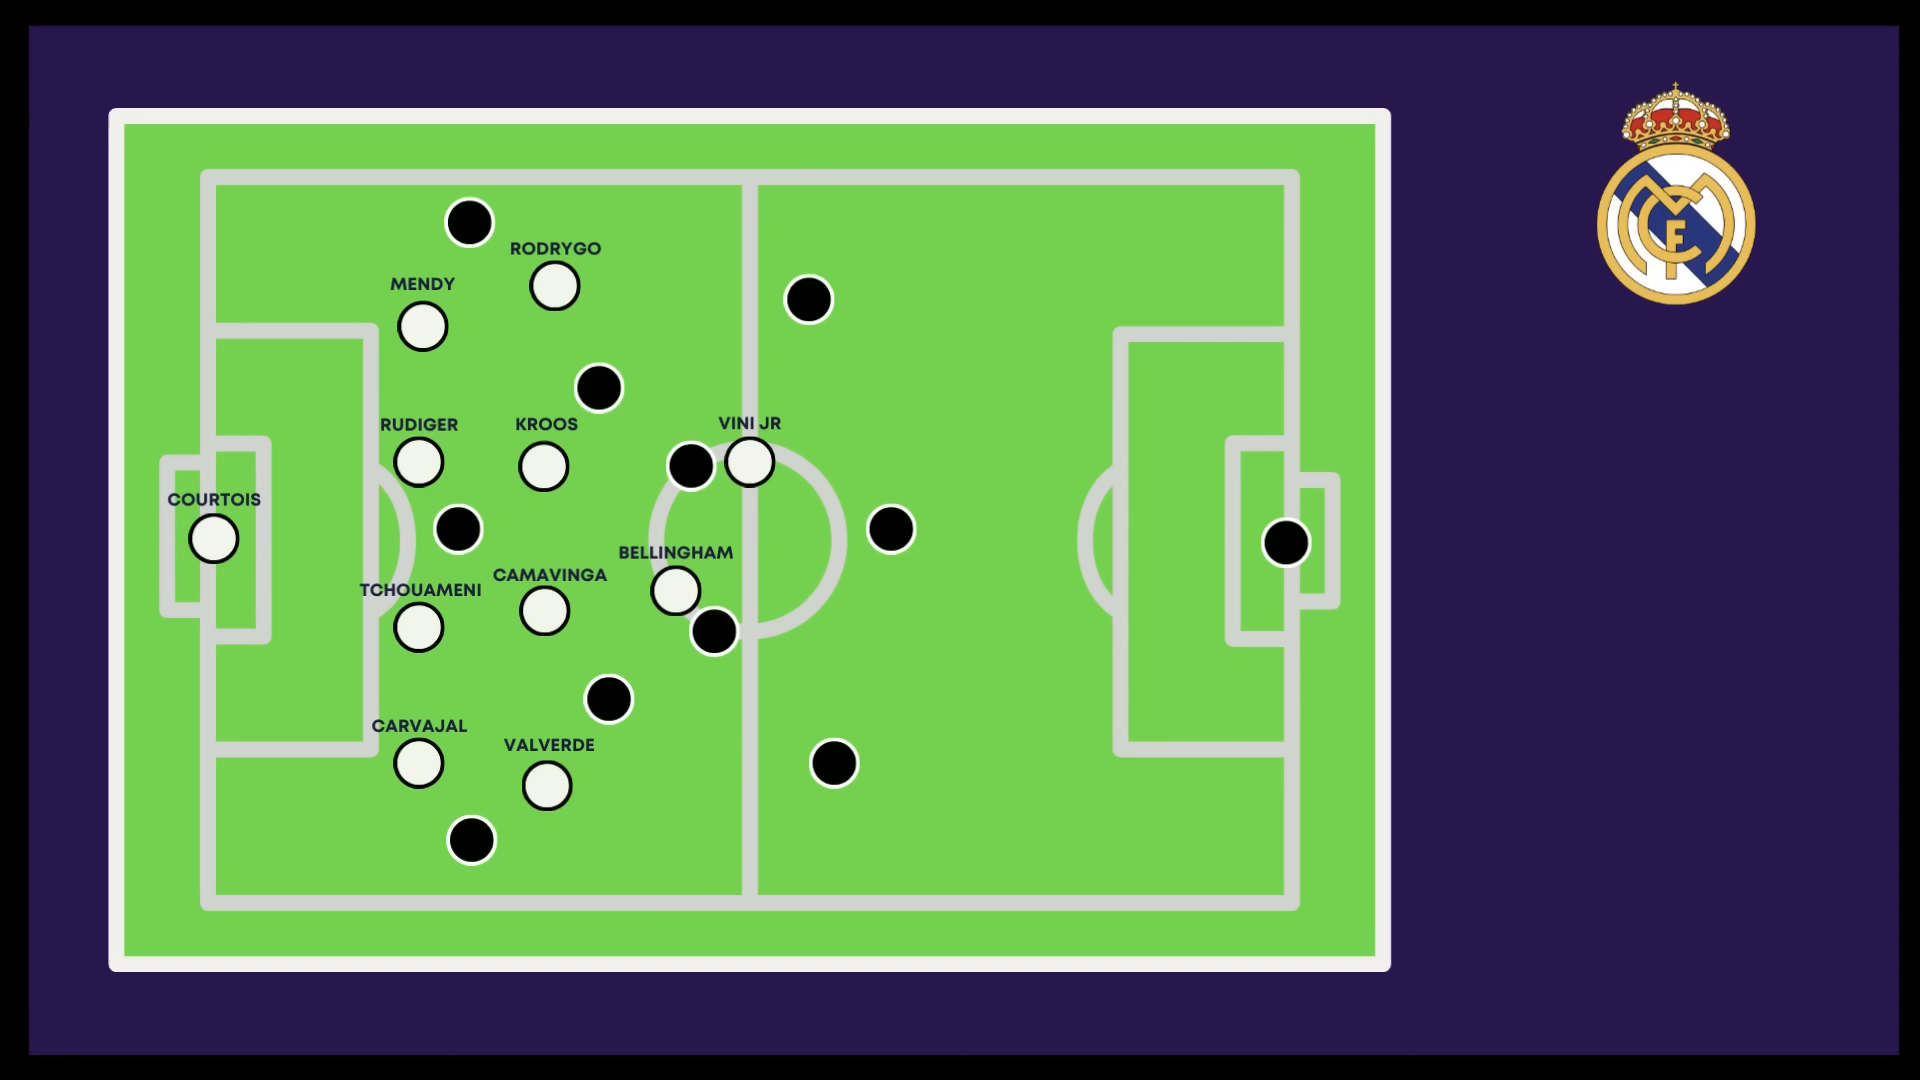 RODRYGO
MENDY
RUDIGER
KROOS
VINI JR
COURTOIS
BELLINGHAM
CAMAVINGA
TCHOUAMENI
CARVAJAL
VALVERDE